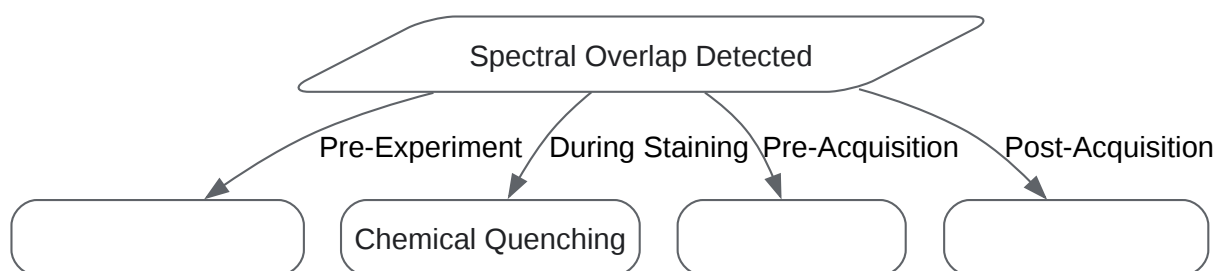 Spectral Overlap Detected
Pre-Experiment
During Staining
Pre-Acquisition
Post-Acquisition
Chemical Quenching